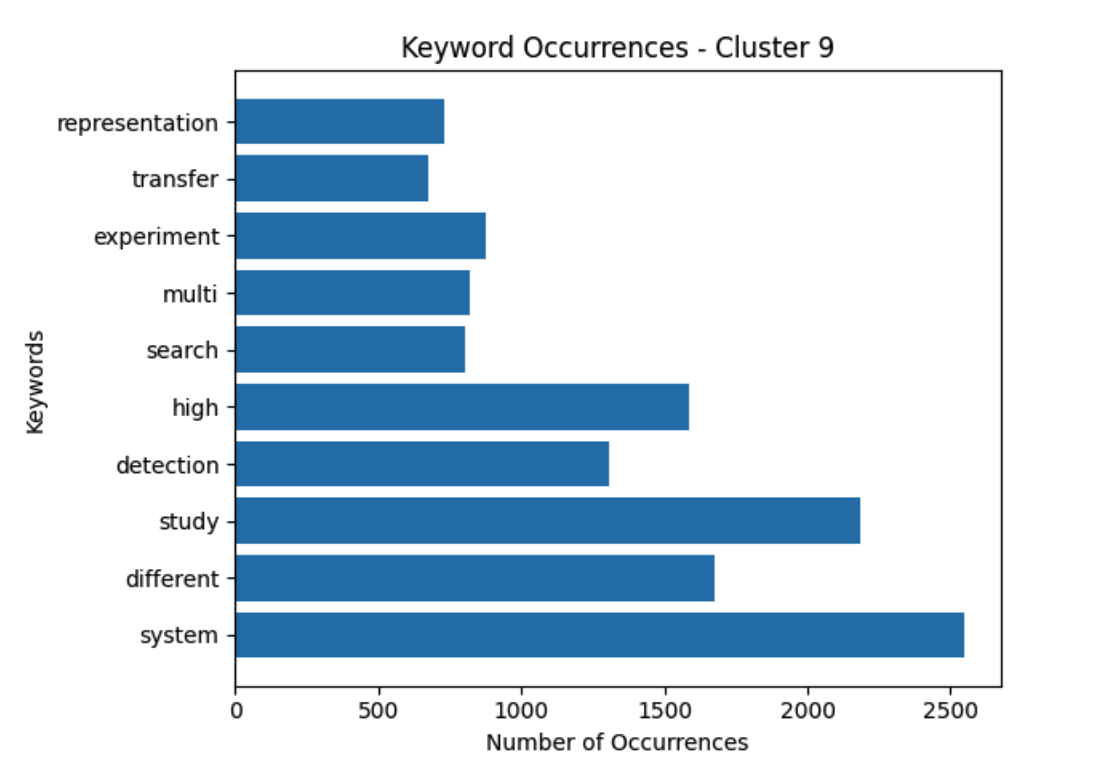 Keyword Occurrences - Cluster 9
representation
transfer
experiment
multi
search
high
detection
study
different
system
Keywords
0 500 1000 1500 2000 2500
Number of Occurrences